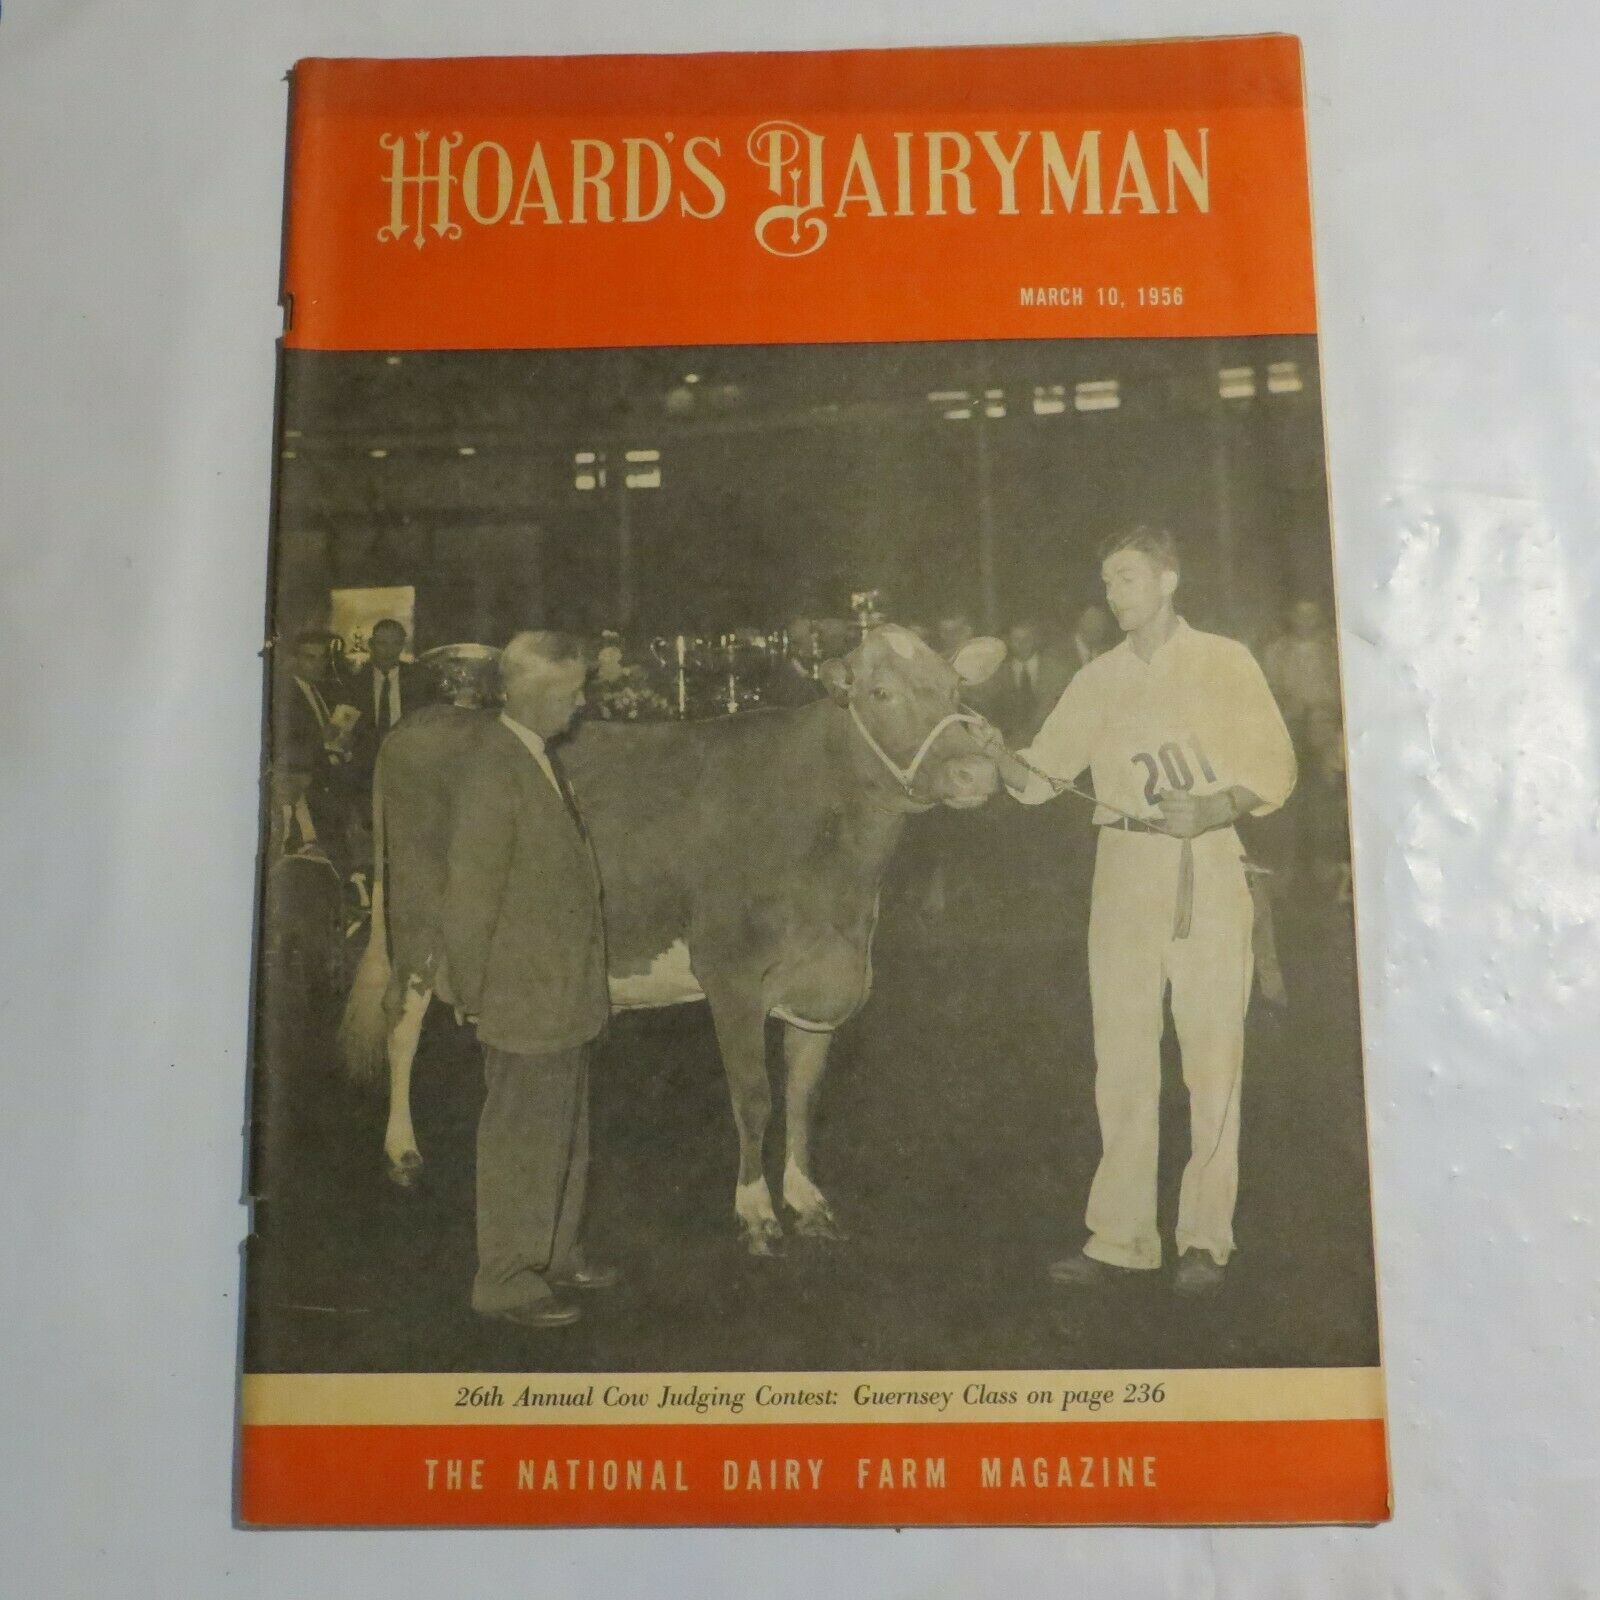 HOARD'S DAIRYMAN
MARCH 10, 1956
201
26th Annual Cow Judging Contest: Guernsey Class on page 236
THE NATIONAL DAIRY FARM MAGAZINE